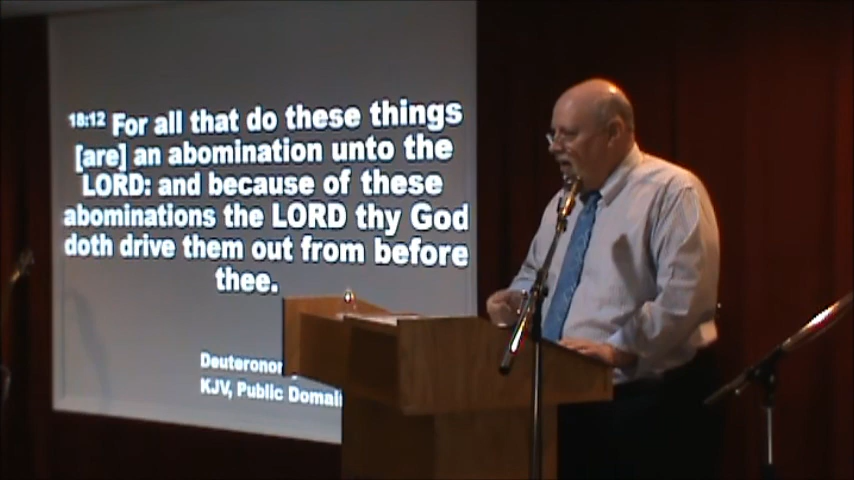 18:12 For all that do these things
[are] an abomination unto the
LORD: and because of these
abominations the LORD thy God
doth drive them out from before
thee.
KJV, Public